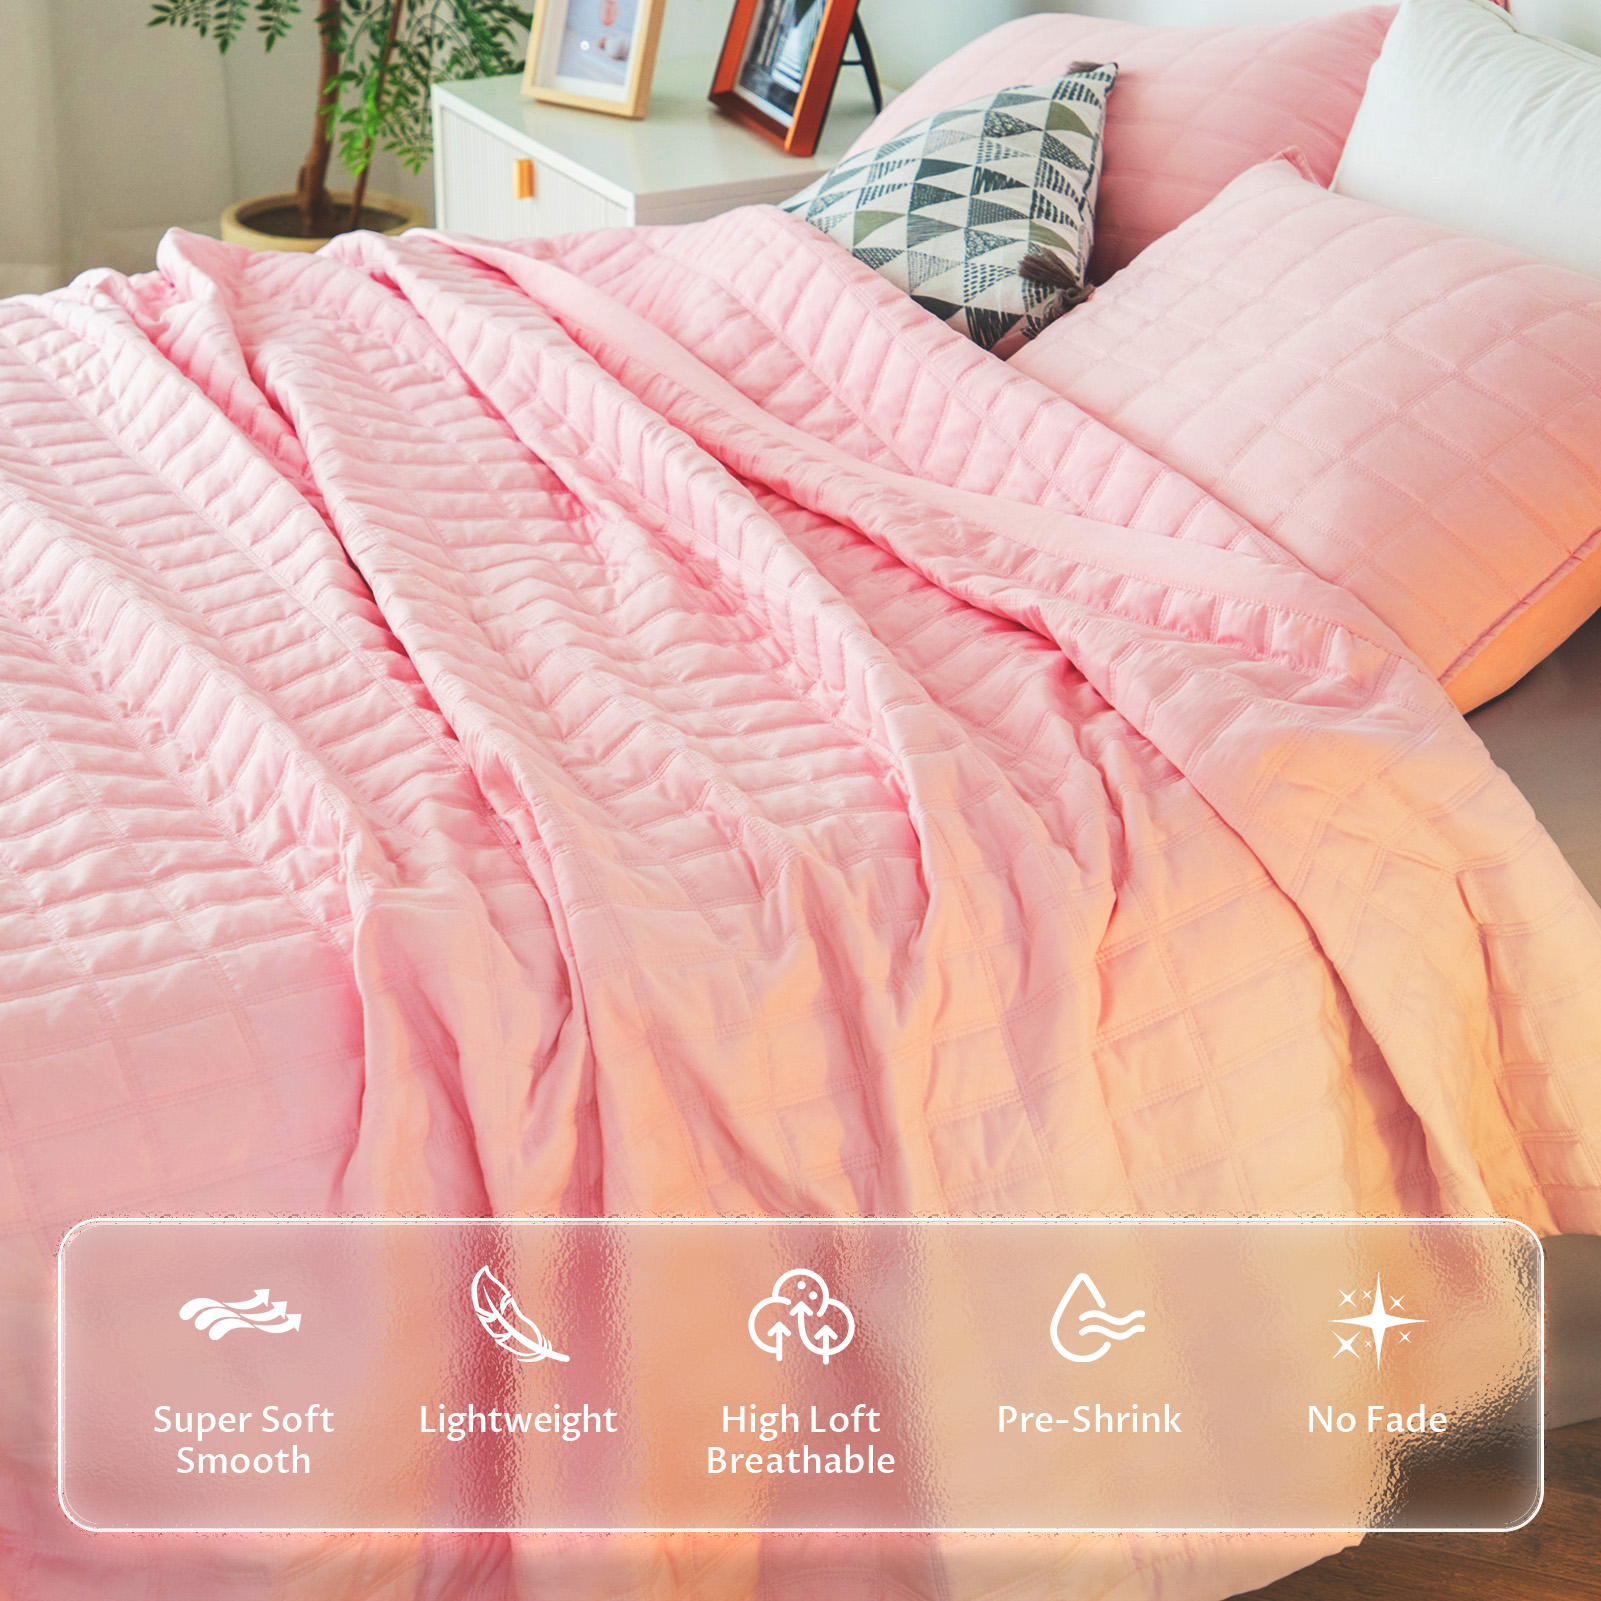 Super Soft
Smooth
Lightweight
High Loft
Breathable
Pre-Shrink
No Fade